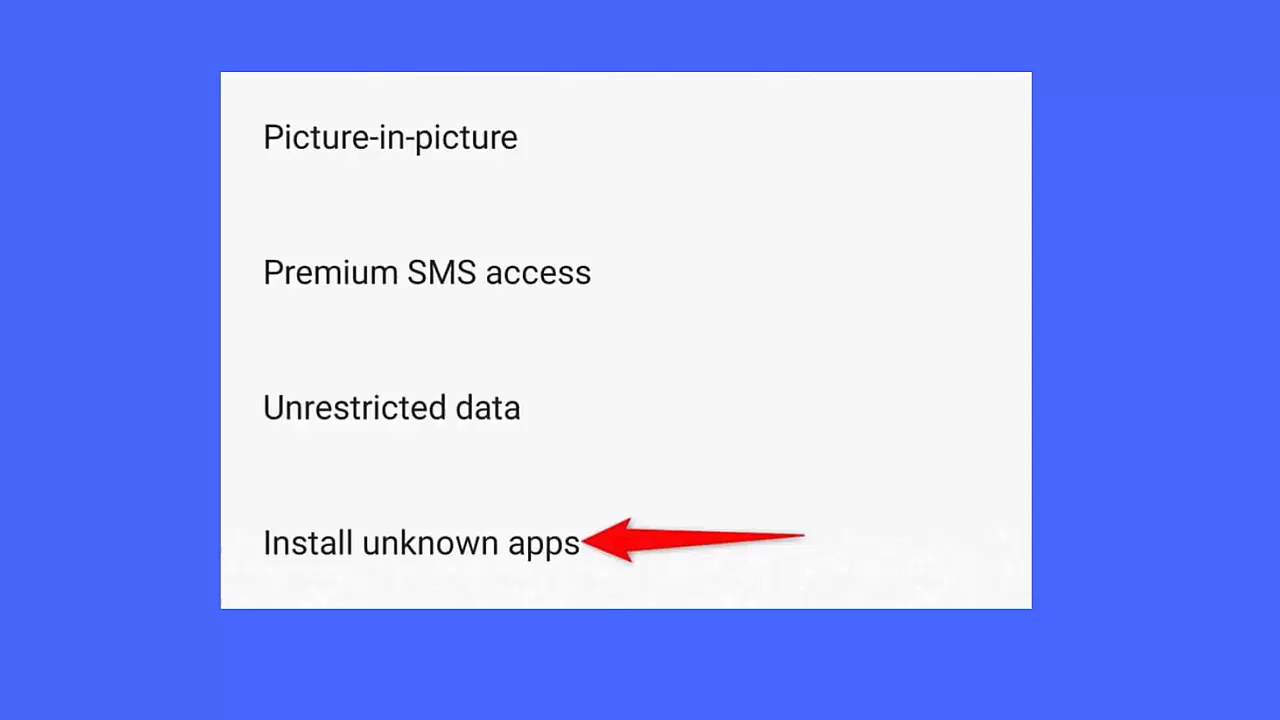 Picture-in-picture
Premium SMS access
Unrestricted data
Install unknown apps